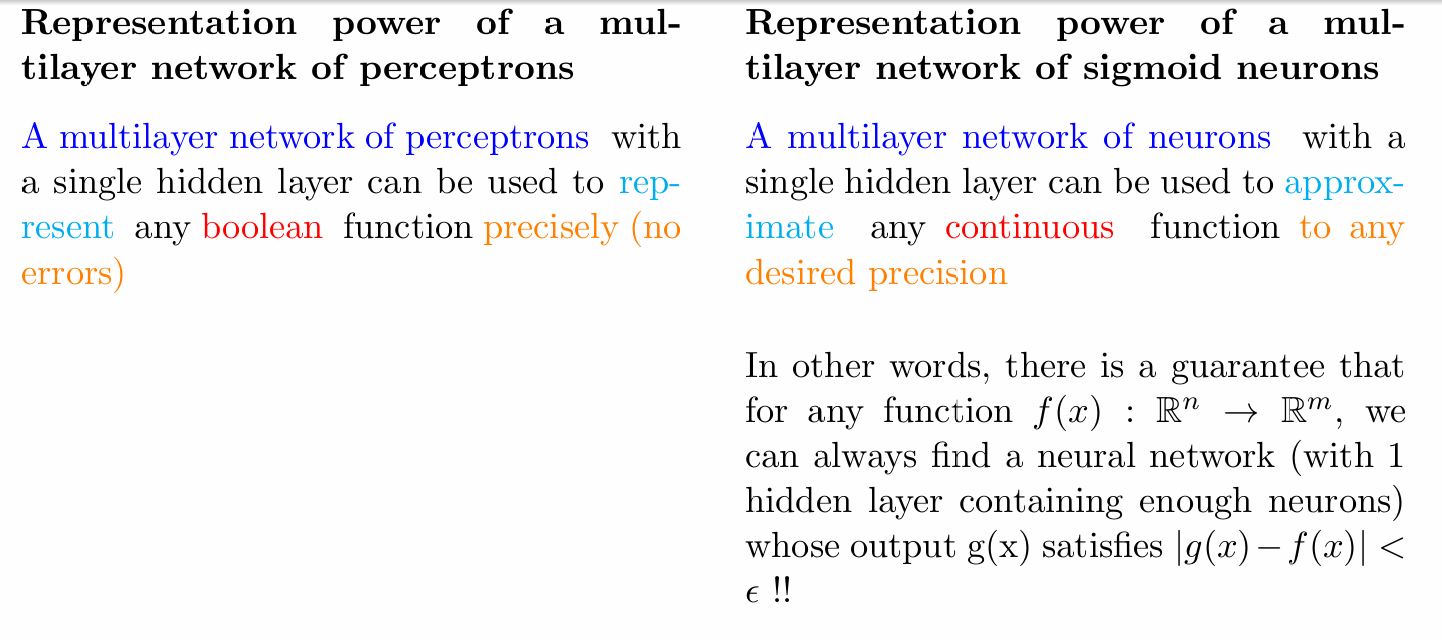 Representation power of a mul-
tilayer network of perceptrons
A multilayer network of perceptrons with
a single hidden layer can be used to rep-
resent any boolean function precisely (no
errors)
Representation power of a mul-
tilayer network of sigmoid neurons
A multilayer network of neurons with a
single hidden layer can be used to approx-
imate any continuous function to any
desired precision
In other words, there is a guarantee that
for any function f(x) : ℝⁿ → ℝᵐ, we
can always find a neural network (with 1
hidden layer containing enough neurons)
whose output g(x) satisfies |g(x) − f(x)| <
ϵ !!